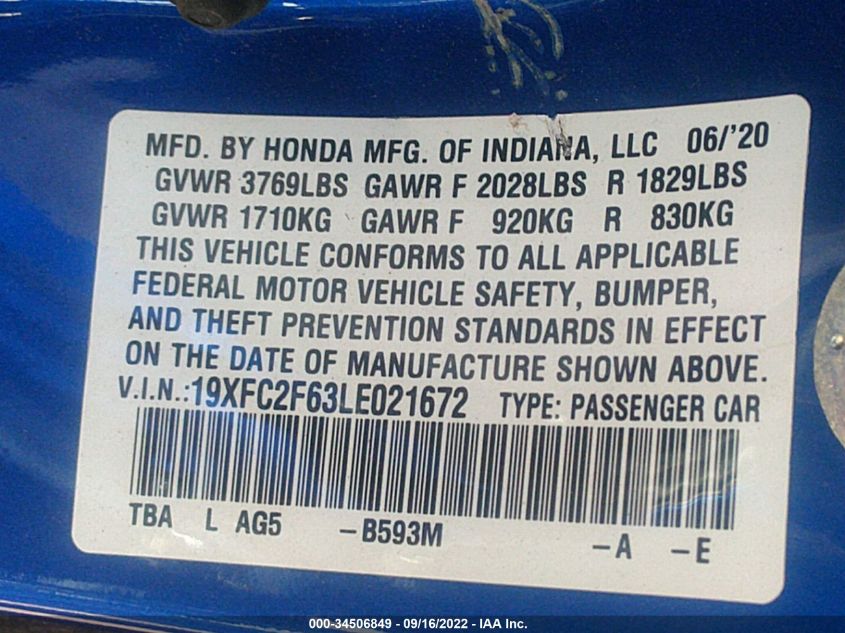 MFD. BY HONDA MFG. OF INDIANA, LLC 06/'20
GVWR 3769LBS GAWR F 2028LBS R 1829LBS
GVWR 1710KG GAWR F 920KG R 830KG
THIS VEHICLE CONFORMS TO ALL APPLICABLE
FEDERAL MOTOR VEHICLE SAFETY, BUMPER,
AND THEFT PREVENTION STANDARDS IN EFFECT
ON THE DATE OF MANUFACTURE SHOWN ABOVE.
V.I.N.:19XFC2F63LE021672 TYPE: PASSENGER CAR
TBA L AG5 -B593M -A -E
000-34506849 - 09/16/2022 - IAA Inc.